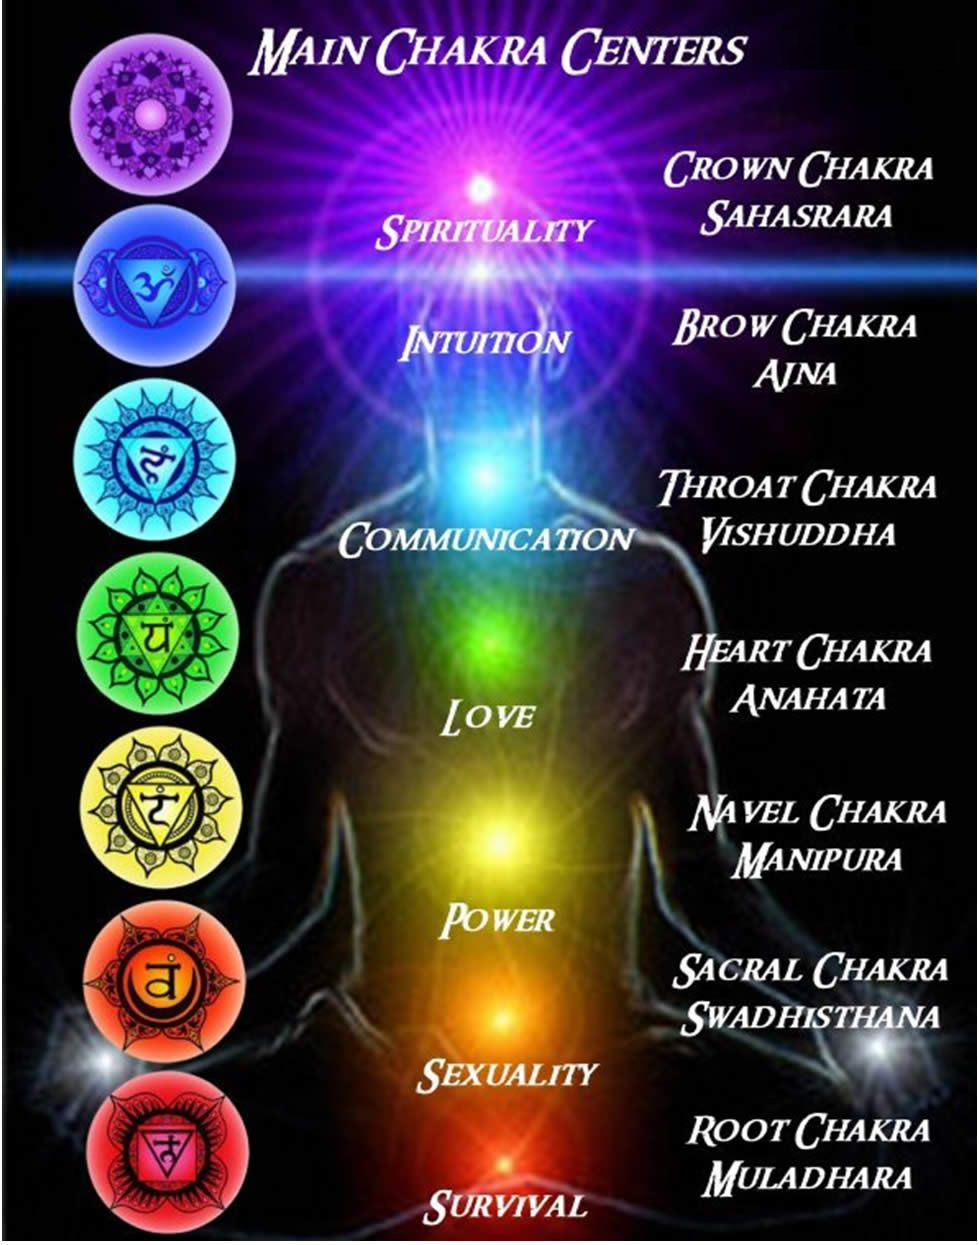 MAIN CHAKRA CENTERS
CROWN CHAKRA
SAHASRARA
SPIRITUALITY
ॐ
BROW CHAKRA
AJNA
INTUITION
हं
THROAT CHAKRA
VISHUDDHA
COMMUNICATION
यं
HEART CHAKRA
ANAHATA
LOVE
NAVEL CHAKRA
MANIPURA
POWER
वं
SACRAL CHAKRA
SWADHISTHANA
SEXUALITY
ROOT CHAKRA
MULADHARA
SURVIVAL